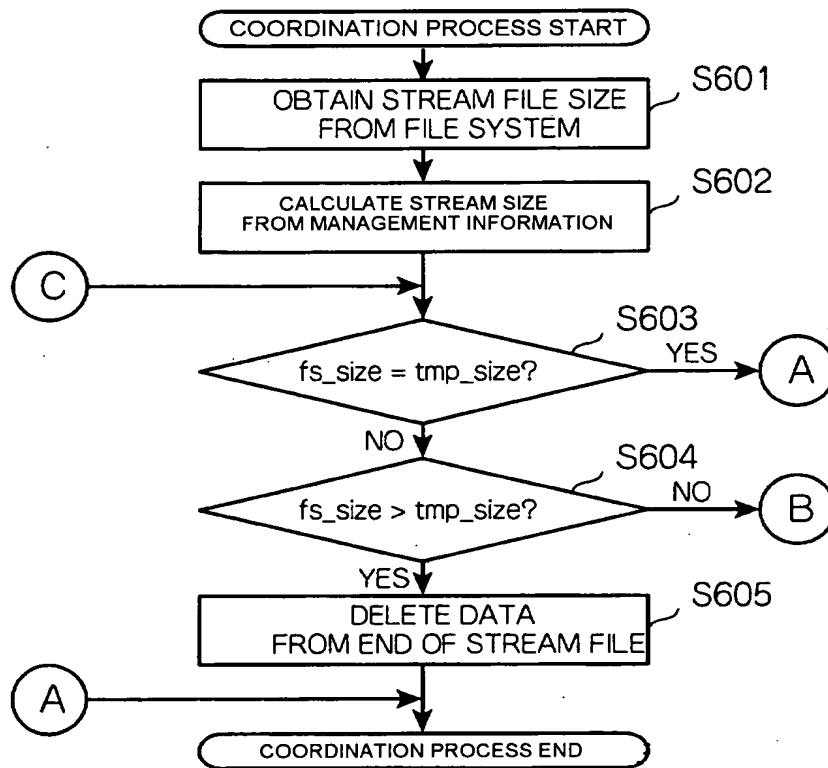 COORDINATION PROCESS START
S601
OBTAIN STREAM FILE SIZE
FROM FILE SYSTEM
S602
CALCULATE STREAM SIZE
FROM MANAGEMENT INFORMATION
C
S603
fs_size = tmp_size?
YES
A
NO
S604
fs_size > tmp_size?
NO
B
YES
S605
DELETE DATA
FROM END OF STREAM FILE
A
COORDINATION PROCESS END